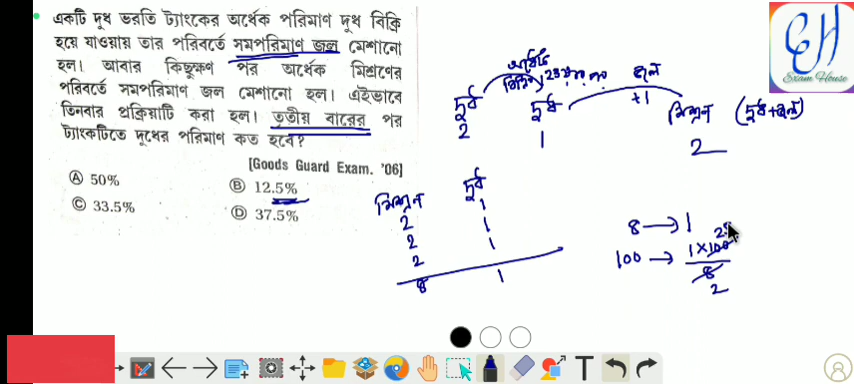 একটি দুধ ভরতি ট্যাংকের অর্ধেক পরিমাণ দুধ বিক্রি
হয়ে যাওয়ায় তার পরিবর্তে সমপরিমাণ জল মেশানো
হল। আবার কিছুক্ষণ পর অর্ধেক মিশ্রণের
পরিবর্তে সমপরিমাণ জল মেশানো হল। এইভাবে
তিনবার প্রক্রিয়াটি করা হল। তৃতীয় বারের পর
ট্যাংকটিতে দুধের পরিমাণ কত হবে?
[Goods Guard Exam. '06]
Ⓐ 50%
Ⓑ 12.5%
Ⓒ 33.5%
Ⓓ 37.5%
জল
দুধ দুধ +1 মিশ্রন (দুধ+জল)
2 1 2
মিশ্রন দুধ
2 1
2 1
2 1
8 1
8 → 1
25
100 → 1×100
8
2
CH
Exam House
T